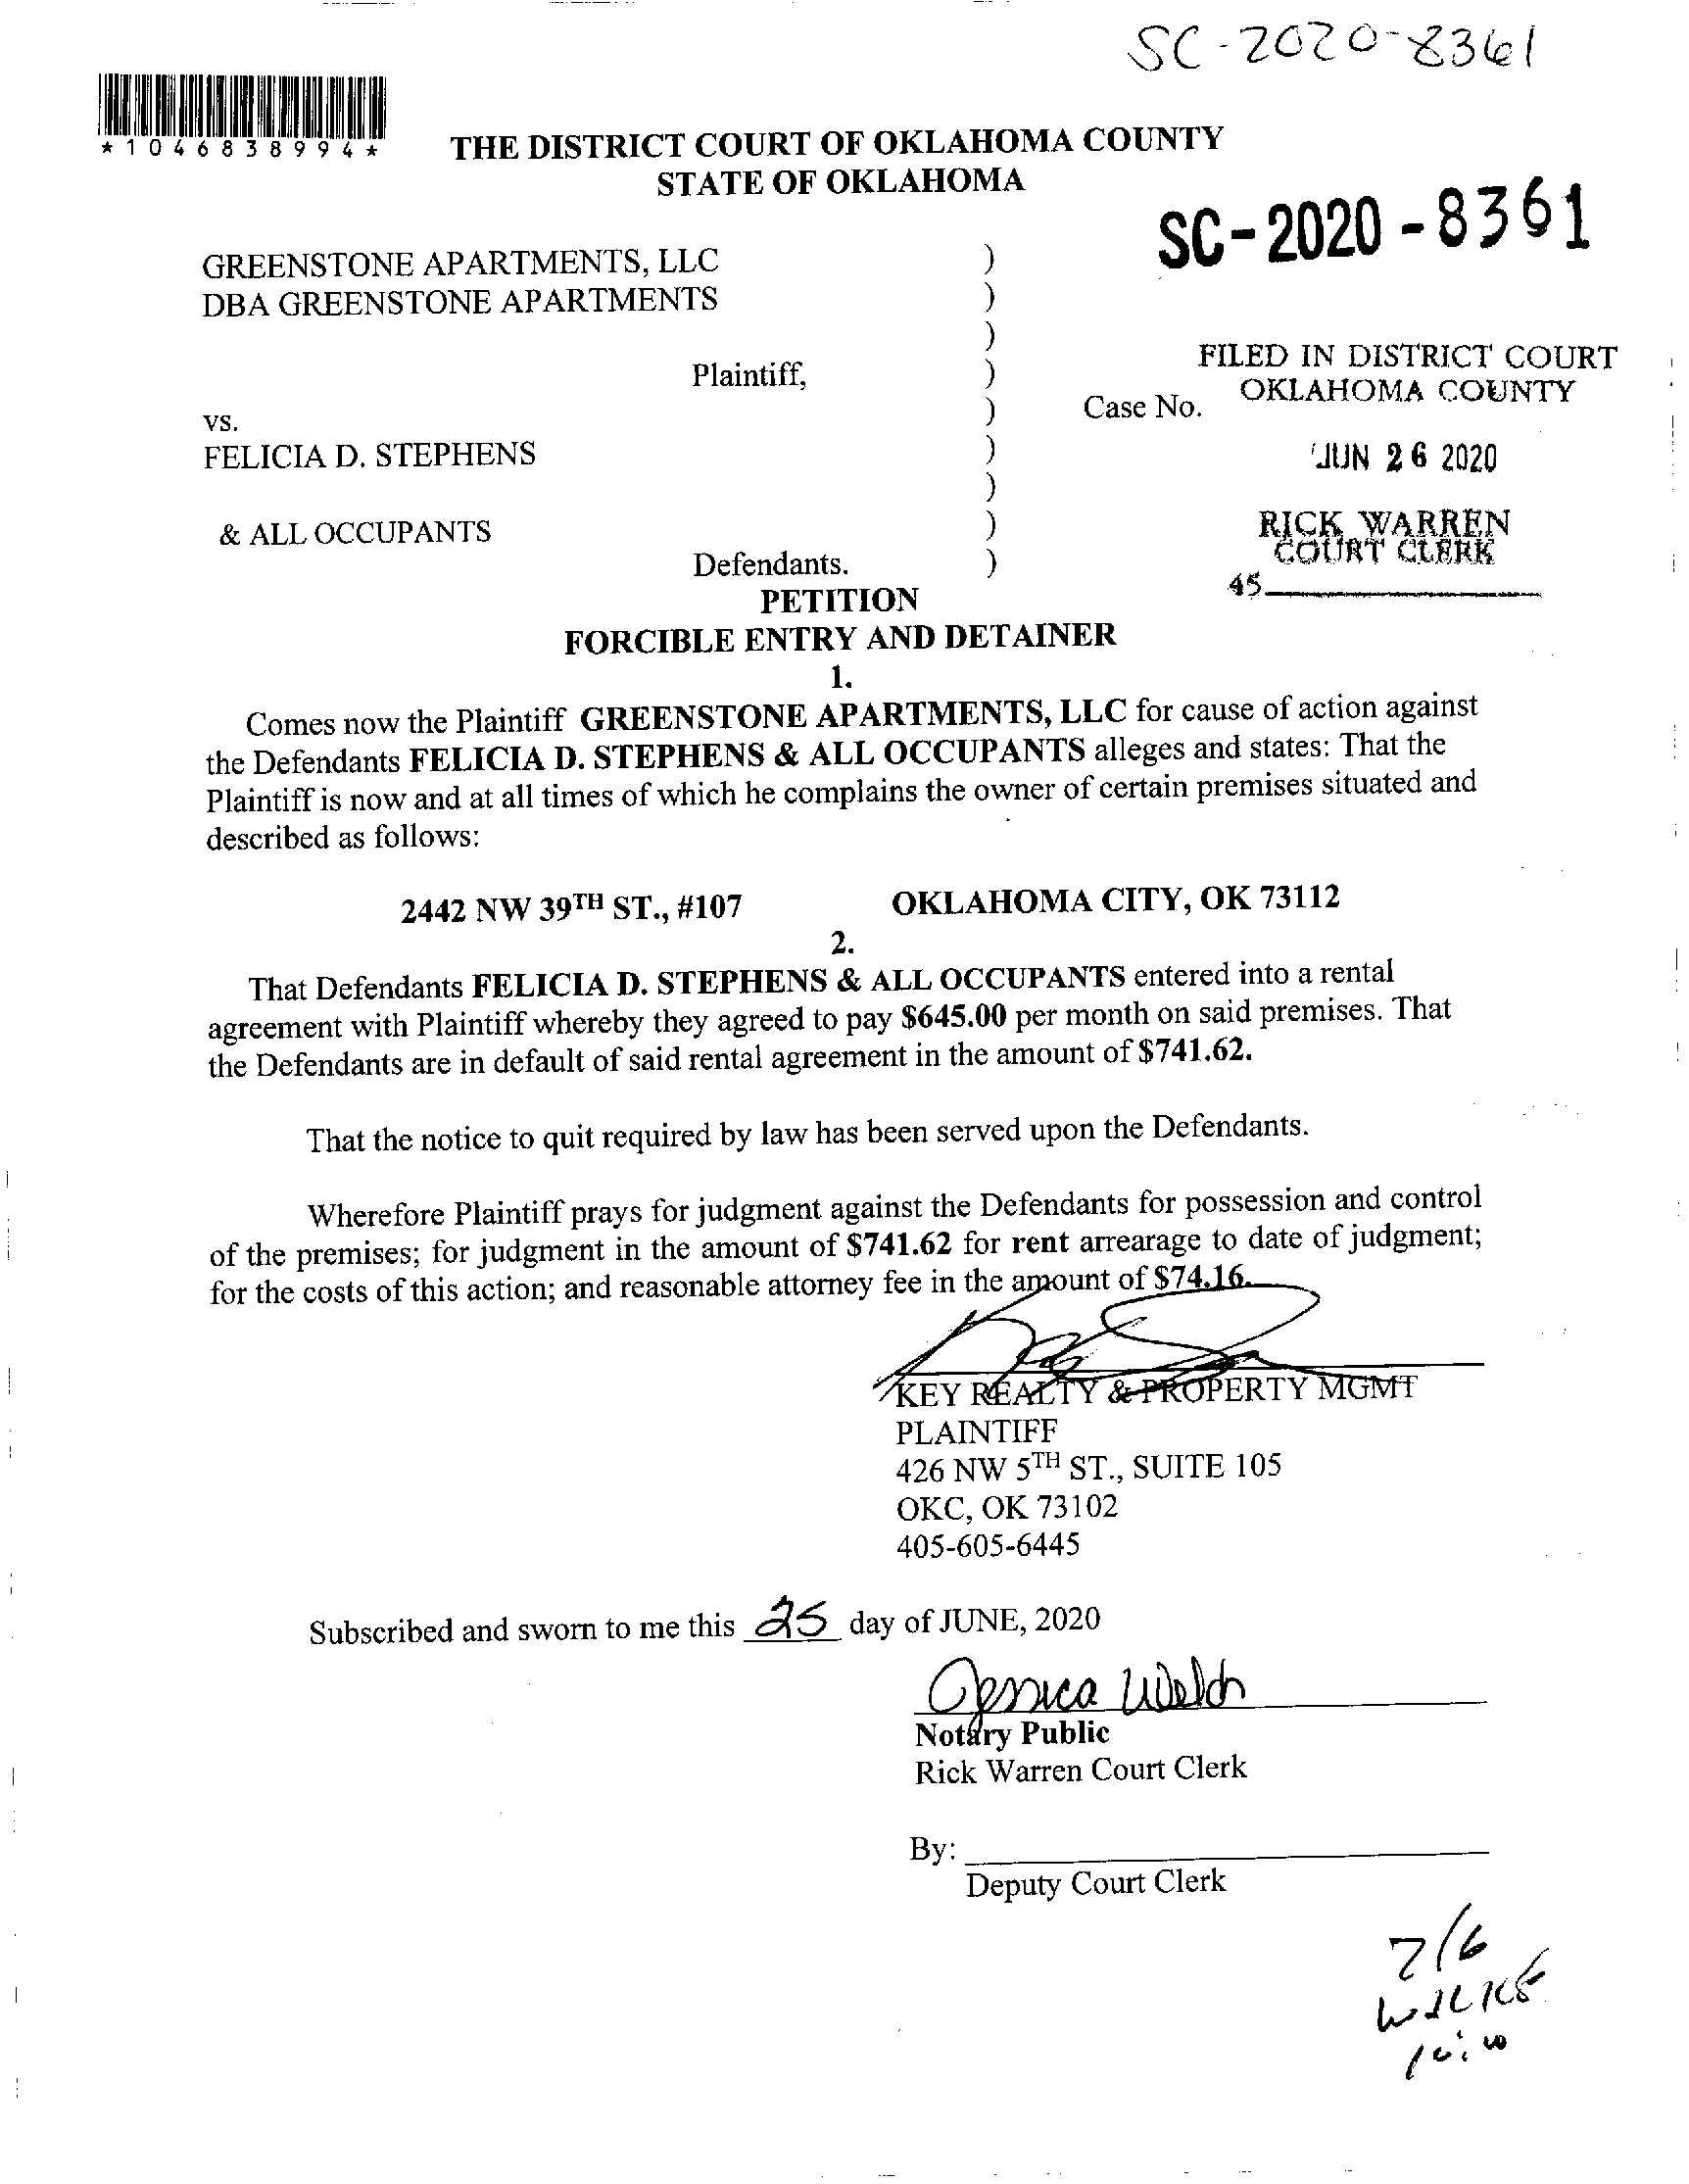 SC-2020-8361
*1046838994*
THE DISTRICT COURT OF OKLAHOMA COUNTY
STATE OF OKLAHOMA
SC-2020-8361
GREENSTONE APARTMENTS, LLC )
DBA GREENSTONE APARTMENTS )
)
Plaintiff, )
FILED IN DISTRICT COURT
OKLAHOMA COUNTY
vs. ) Case No.
FELICIA D. STEPHENS )
JUN 26 2020
)
& ALL OCCUPANTS )
RICK WARREN
COURT CLERK
Defendants. )
45
PETITION
FORCIBLE ENTRY AND DETAINER
1.
Comes now the Plaintiff GREENSTONE APARTMENTS, LLC for cause of action against
the Defendants FELICIA D. STEPHENS & ALL OCCUPANTS alleges and states: That the
Plaintiff is now and at all times of which he complains the owner of certain premises situated and
described as follows:
2442 NW 39TH ST., #107 OKLAHOMA CITY, OK 73112
2.
That Defendants FELICIA D. STEPHENS & ALL OCCUPANTS entered into a rental
agreement with Plaintiff whereby they agreed to pay $645.00 per month on said premises. That
the Defendants are in default of said rental agreement in the amount of $741.62.
That the notice to quit required by law has been served upon the Defendants.
Wherefore Plaintiff prays for judgment against the Defendants for possession and control
of the premises; for judgment in the amount of $741.62 for rent arrearage to date of judgment;
for the costs of this action; and reasonable attorney fee in the amount of $74.16.
KEY REALTY & PROPERTY MGMT
PLAINTIFF
426 NW 5TH ST., SUITE 105
OKC, OK 73102
405-605-6445
Subscribed and sworn to me this 25 day of JUNE, 2020
Jessica Welch
Notary Public
Rick Warren Court Clerk
By:
Deputy Court Clerk
7/6
WILKE